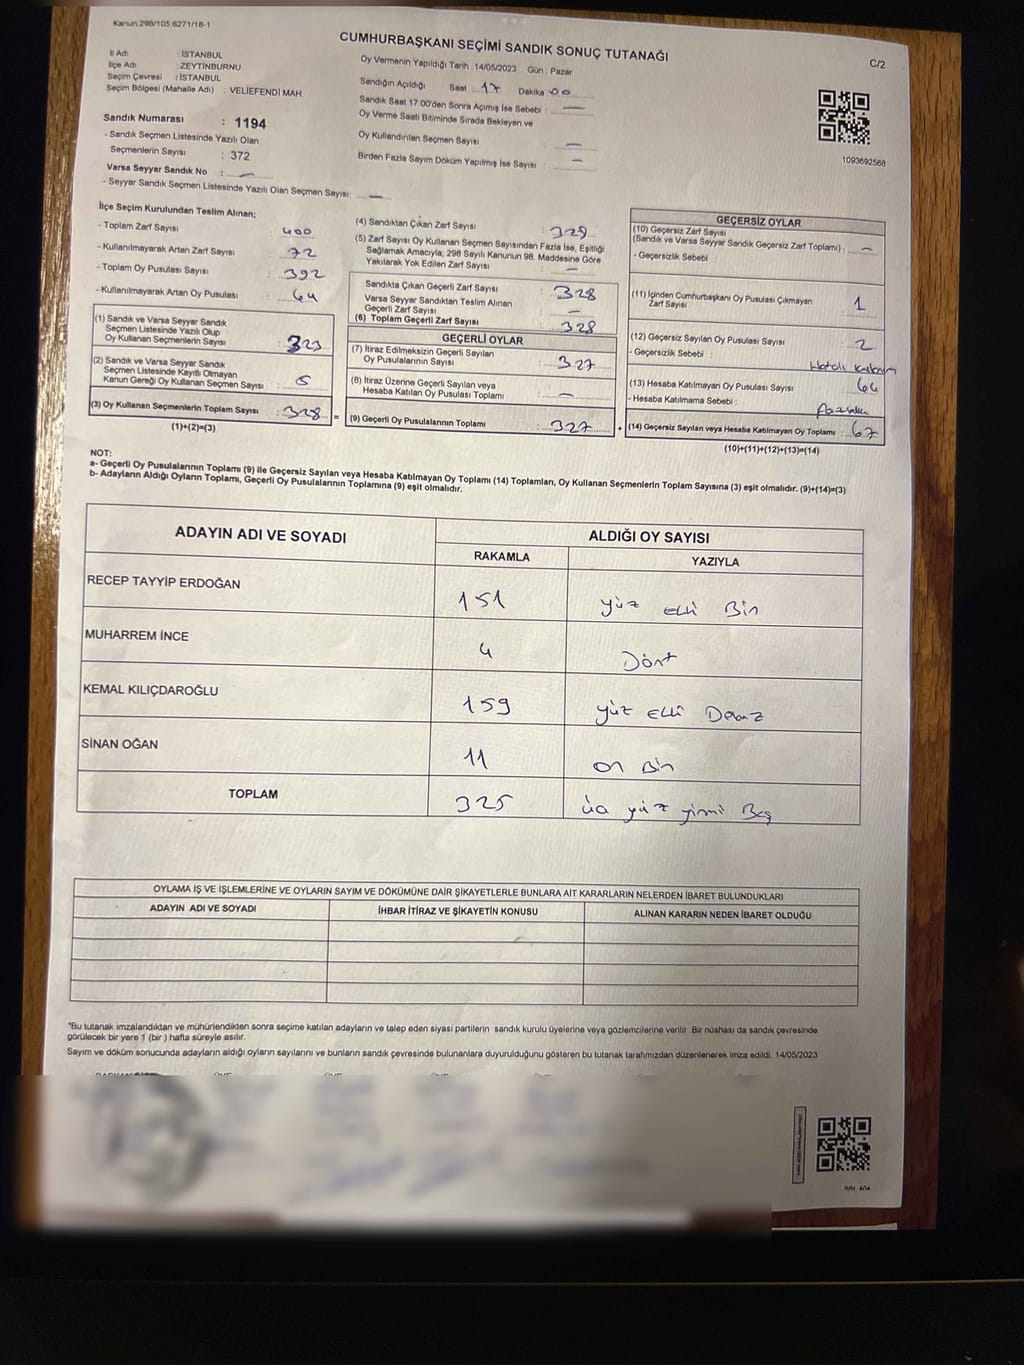 Kanun 298/105,6271/18-1
CUMHURBAŞKANI SEÇİMİ SANDIK SONUÇ TUTANAĞI
C/2
İl Adı : İSTANBUL
İlçe Adı : ZEYTİNBURNU
Seçim Çevresi : İSTANBUL
Seçim Bölgesi (Mahalle Adı) : VELİEFENDİ MAH.
Oy Vermenin Yapıldığı Tarih : 14/05/2023 Gün : Pazar
Sandığın Açıldığı Saat 17 Dakika 00
Sandık Saat 17:00'den Sonra Açımış İse Sebebi : —
Oy Verme Saati Bitiminde Sırada Bekleyen ve
Oy Kullandırılan Seçmen Sayısı : —
Birden Fazla Sayım Döküm Yapılmış İse Sayısı : —
1093692568
Sandık Numarası : 1194
- Sandık Seçmen Listesinde Yazılı Olan
Seçmenlerin Sayısı : 372
Varsa Seyyar Sandık No : —
- Seyyar Sandık Seçmen Listesinde Yazılı Olan Seçmen Sayısı: —
İlçe Seçim Kurulundan Teslim Alınan;
- Toplam Zarf Sayısı : 400
- Kullanılmayarak Artan Zarf Sayısı : 72
- Toplam Oy Pusulası Sayısı : 392
- Kullanılmayarak Artan Oy Pusulası : 64
(1) Sandık ve Varsa Seyyar Sandık
Seçmen Listesinde Yazılı Olup
Oy Kullanan Seçmenlerin Sayısı : 323
(2) Sandık ve Varsa Seyyar Sandık
Seçmen Listesinde Kayıtlı Olmayan
Kanun Gereği Oy Kullanan Seçmen Sayısı : 5
(3) Oy Kullanan Seçmenlerin Toplam Sayısı : 328 =
(1)+(2)=(3)
(4) Sandıktan Çıkan Zarf Sayısı : 329
(5) Zarf Sayısı Oy Kullanan Seçmen Sayısından Fazla İse, Eşitliği
Sağlamak Amacıyla; 298 Sayılı Kanunun 98. Maddesine Göre
Yakılarak Yok Edilen Zarf Sayısı : —
Sandıkta Çıkan Geçerli Zarf Sayısı : 328
Varsa Seyyar Sandıktan Teslim Alınan
Geçerli Zarf Sayısı : —
(6) Toplam Geçerli Zarf Sayısı : 328
GEÇERLİ OYLAR
(7) İtiraz Edilmeksizin Geçerli Sayılan
Oy Pusulalarının Sayısı : 327
(8) İtiraz Üzerine Geçerli Sayılan veya
Hesaba Katılan Oy Pusulası Toplamı : —
(9) Geçerli Oy Pusulalarının Toplamı : 327 +
GEÇERSİZ OYLAR
(10) Geçersiz Zarf Sayısı
(Sandık ve Varsa Seyyar Sandık Geçersiz Zarf Toplamı) : —
- Geçersizlik Sebebi :
(11) İçinden Cumhurbaşkanı Oy Pusulası Çıkmayan
Zarf Sayısı : 1
(12) Geçersiz Sayılan Oy Pusulası Sayısı : 2
- Geçersizlik Sebebi : Hatalı
(13) Hesaba Katılmayan Oy Pusulası Sayısı : 64
- Hesaba Katılmama Sebebi :
(14) Geçersiz Sayılan veya Hesaba Katılmayan Oy Toplamı : 67
(10)+(11)+(12)+(13)=(14)
NOT:
a- Geçerli Oy Pusulalarının Toplamı (9) ile Geçersiz Sayılan veya Hesaba Katılmayan Oy Toplamı (14) Toplamları, Oy Kullanan Seçmenlerin Toplam Sayısına (3) eşit olmalıdır. (9)+(14)=(3)
b- Adayların Aldığı Oyların Toplamı, Geçerli Oy Pusulalarının Toplamına (9) eşit olmalıdır.
ADAYIN ADI VE SOYADI ALDIĞI OY SAYISI
RAKAMLA YAZIYLA
RECEP TAYYİP ERDOĞAN 151 yüz elli Bir
MUHARREM İNCE 4 Dört
KEMAL KILIÇDAROĞLU 159 yüz elli Dokuz
SİNAN OĞAN 11 on Bir
TOPLAM 325 üç yüz yirmi Beş
OYLAMA İŞ VE İŞLEMLERİNE VE OYLARIN SAYIM VE DÖKÜMÜNE DAİR ŞİKAYETLERLE BUNLARA AİT KARARLARIN NELERDEN İBARET BULUNDUKLARI
ADAYIN ADI VE SOYADI İHBAR İTİRAZ VE ŞİKAYETİN KONUSU ALINAN KARARIN NEDEN İBARET OLDUĞU
"Bu tutanak imzalandıktan ve mühürlendikten sonra seçime katılan adayların ve talep eden siyasi partilerin sandık kurulu üyelerine veya gözlemcilerine verilir. Bir nüshası da sandık çevresinde
görülecek bir yere 1 (bir ) hafta süreyle asılır.
Sayım ve döküm sonucunda adayların aldığı oyların sayılarını ve bunların sandık çevresinde bulunanlara duyurulduğunu gösteren bu tutanak tarafımızdan düzenlenerek imza edildi. 14/05/2023